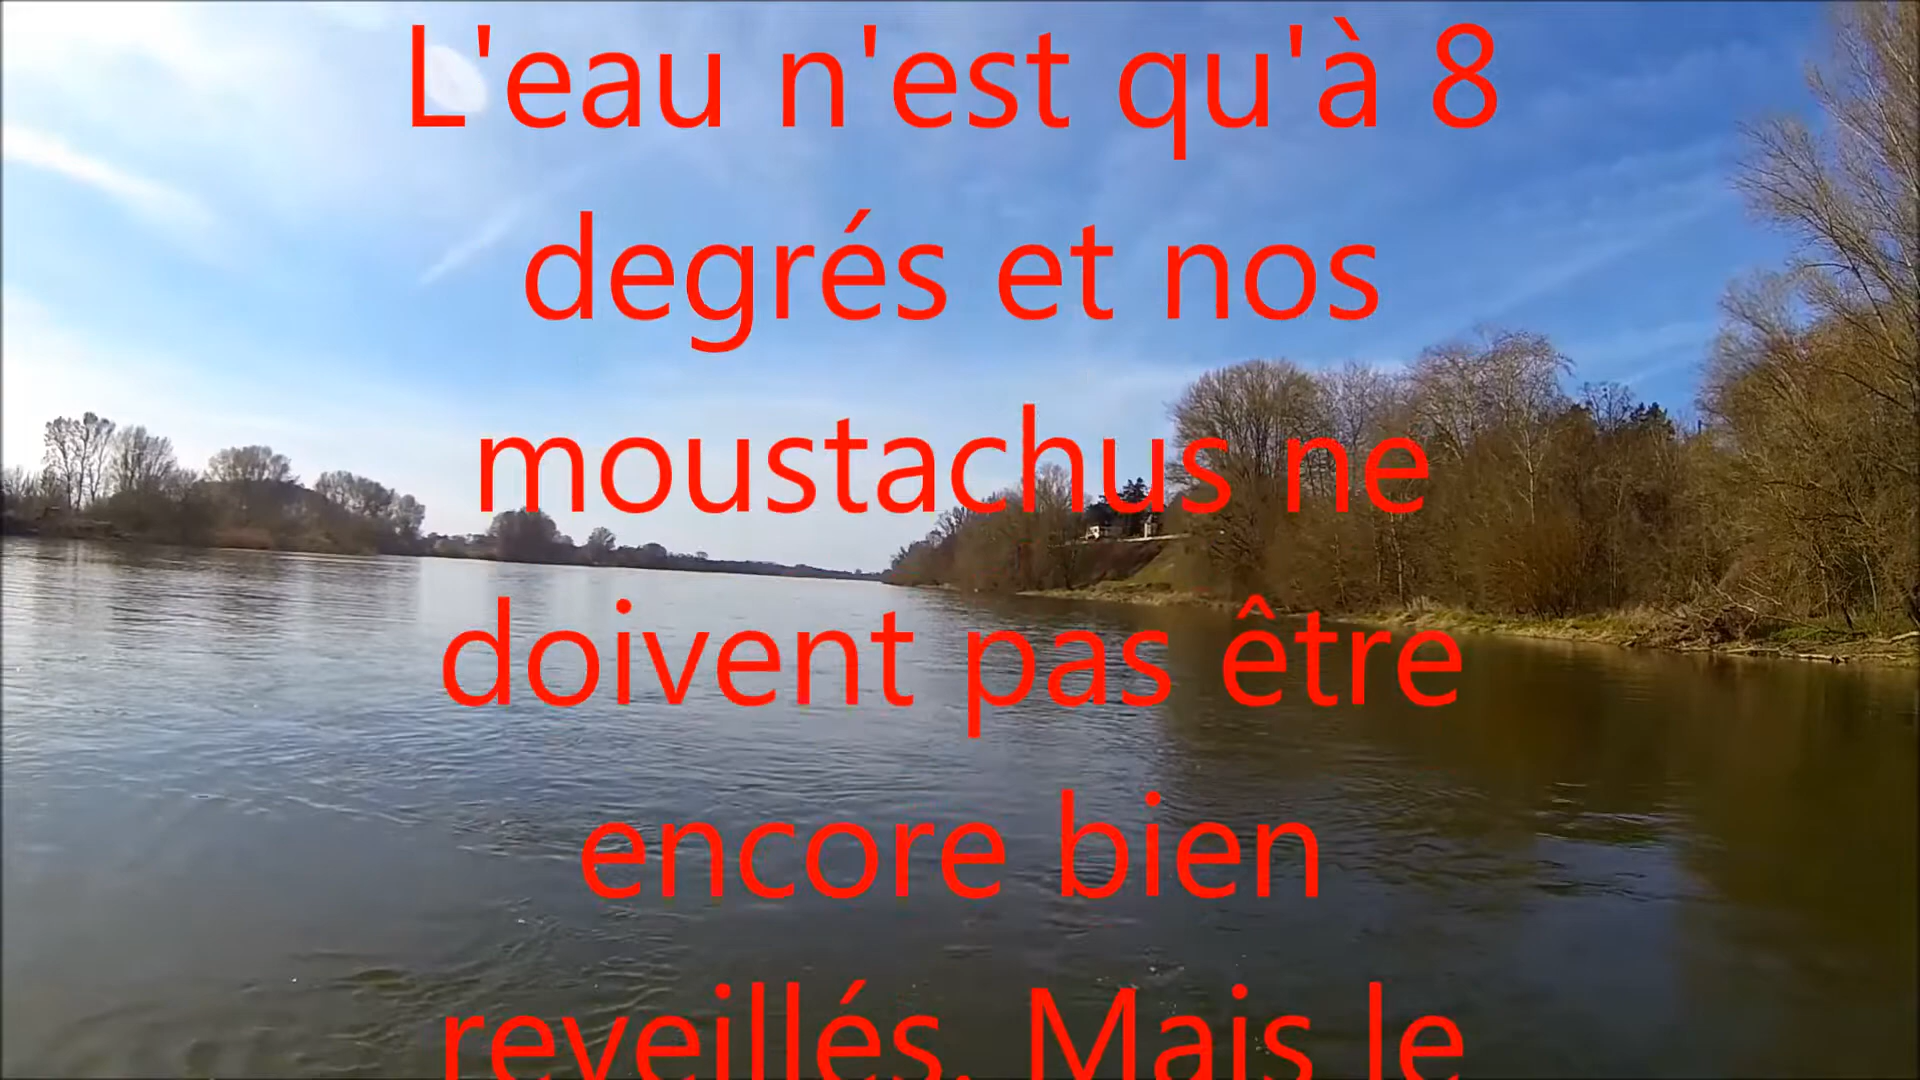 L'eau n'est qu'à 8
degrés et nos
moustachus ne
doivent pas être
encore bien
reveillés. Mais le